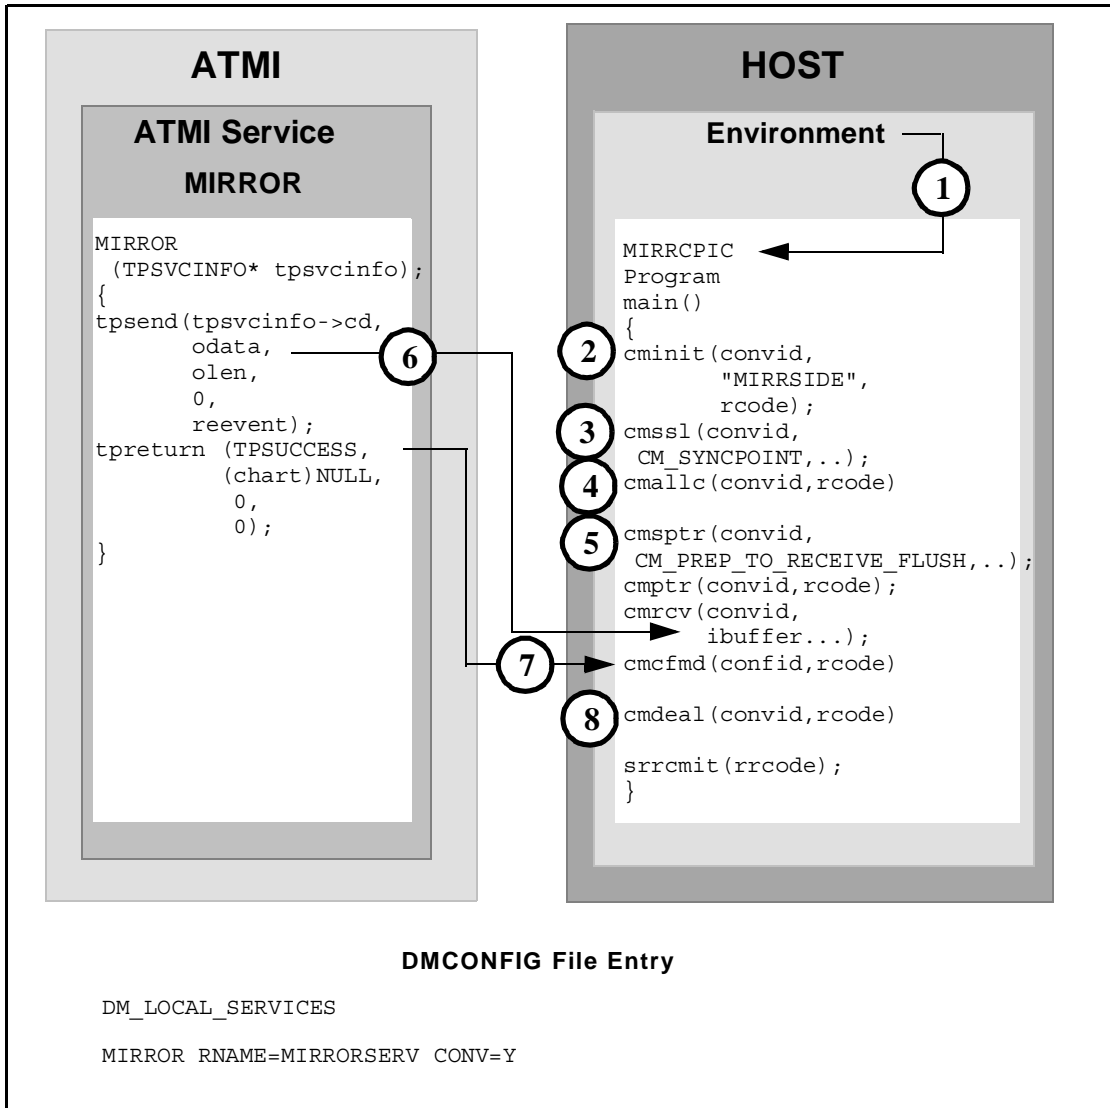 ATMI
ATMI Service
MIRROR
MIRROR
(TPSVCINFO* tpsvcinfo);
{
tpsend(tpsvcinfo->cd,
odata,
olen,
0,
reevent);
tpreturn (TPSUCCESS,
(chart)NULL,
0,
0);
}
6
7
HOST
Environment
1
MIRRCPIC
Program
main()
{
2
cminit(convid,
"MIRRSIDE",
rcode);
3
cmssl(convid,
CM_SYNCPOINT,..);
4
cmallc(convid,rcode)
5
cmsptr(convid,
CM_PREP_TO_RECEIVE_FLUSH,..);
cmptr(convid,rcode);
cmrcv(convid,
ibuffer...);
cmcfmd(confid,rcode)
8
cmdeal(convid,rcode)
srrcmit(rrcode);
}
DMCONFIG File Entry
DM_LOCAL_SERVICES
MIRROR RNAME=MIRRORSERV CONV=Y